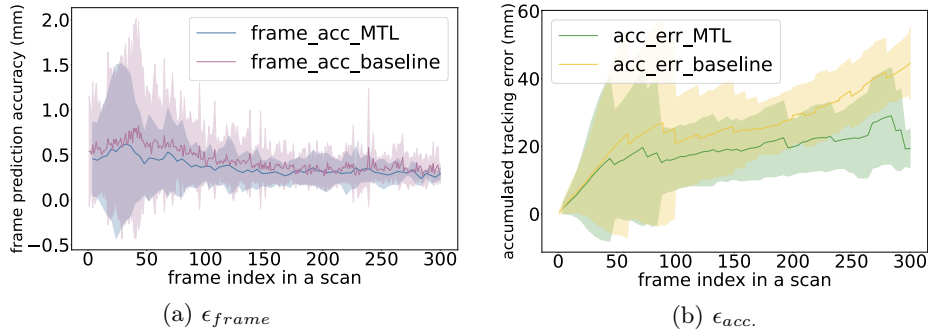 frame prediction accuracy (mm)
2.0
1.5
1.0
0.5
0.0
−0.5
frame_acc_MTL
frame_acc_baseline
0 50 100 150 200 250 300
frame index in a scan
(a) ϵframe
accumulated tracking error (mm)
60
40
20
0
acc_err_MTL
acc_err_baseline
0 50 100 150 200 250 300
frame index in a scan
(b) ϵacc.